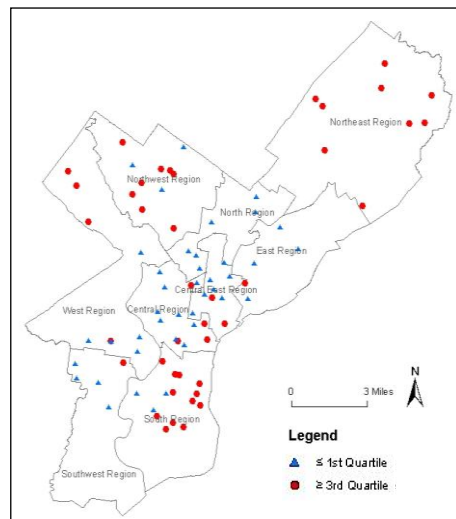 Northeast Region
Northwest Region
North Region
East Region
Central East Region
West Region
Central Region
South Region
Southwest Region
N
0 3 Miles
Legend
≤ 1st Quartile
≥ 3rd Quartile